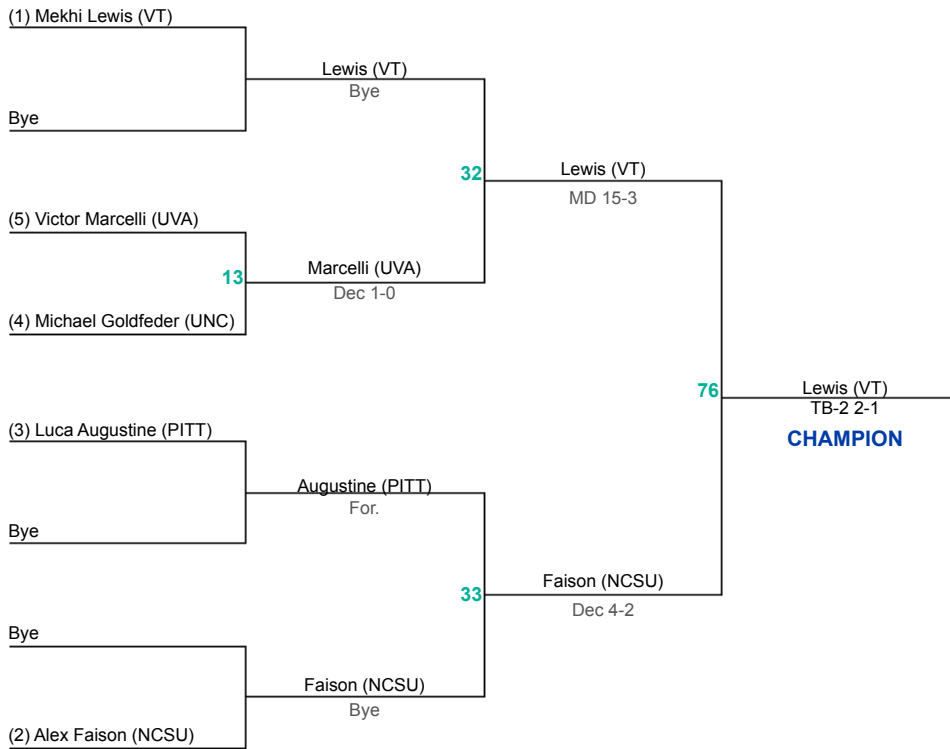 (1) Mekhi Lewis (VT)
Lewis (VT)
Bye
Bye
32
Lewis (VT)
MD 15-3
(5) Victor Marcelli (UVA)
13
Marcelli (UVA)
Dec 1-0
(4) Michael Goldfeder (UNC)
76
Lewis (VT)
TB-2 2-1
CHAMPION
(3) Luca Augustine (PITT)
Augustine (PITT)
For.
Bye
33
Faison (NCSU)
Dec 4-2
Bye
Faison (NCSU)
Bye
(2) Alex Faison (NCSU)